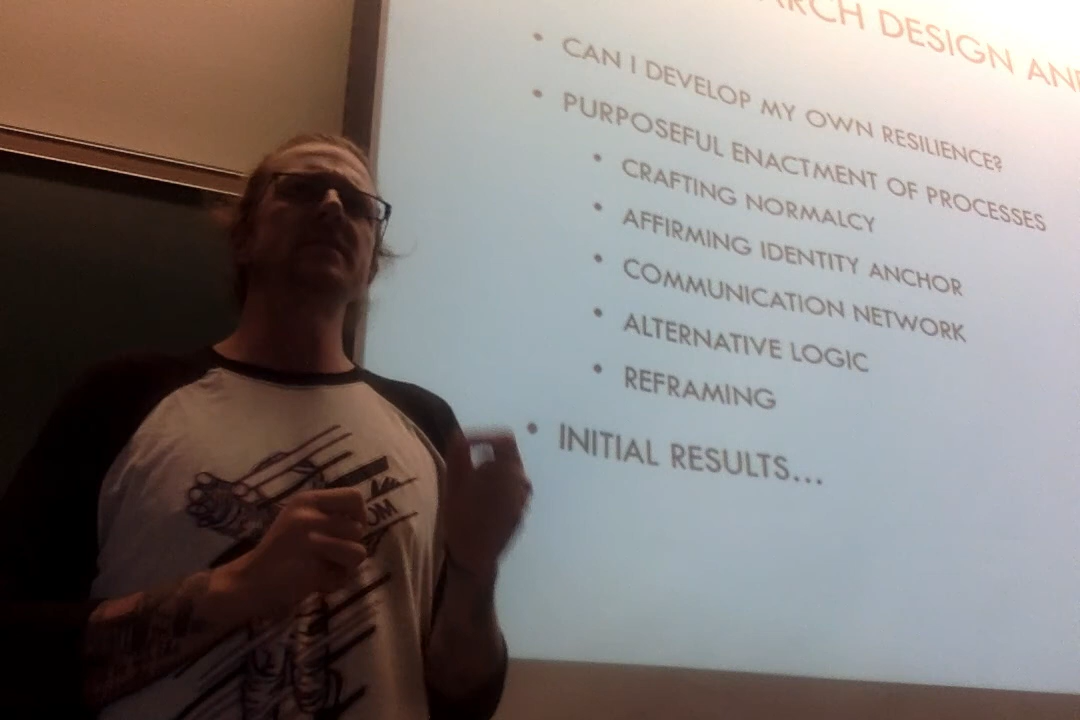 ARCH DESIGN AND
• CAN I DEVELOP MY OWN RESILIENCE?
• PURPOSEFUL ENACTMENT OF PROCESSES
• CRAFTING NORMALCY
• AFFIRMING IDENTITY ANCHOR
• COMMUNICATION NETWORK
• ALTERNATIVE LOGIC
• REFRAMING
• INITIAL RESULTS...